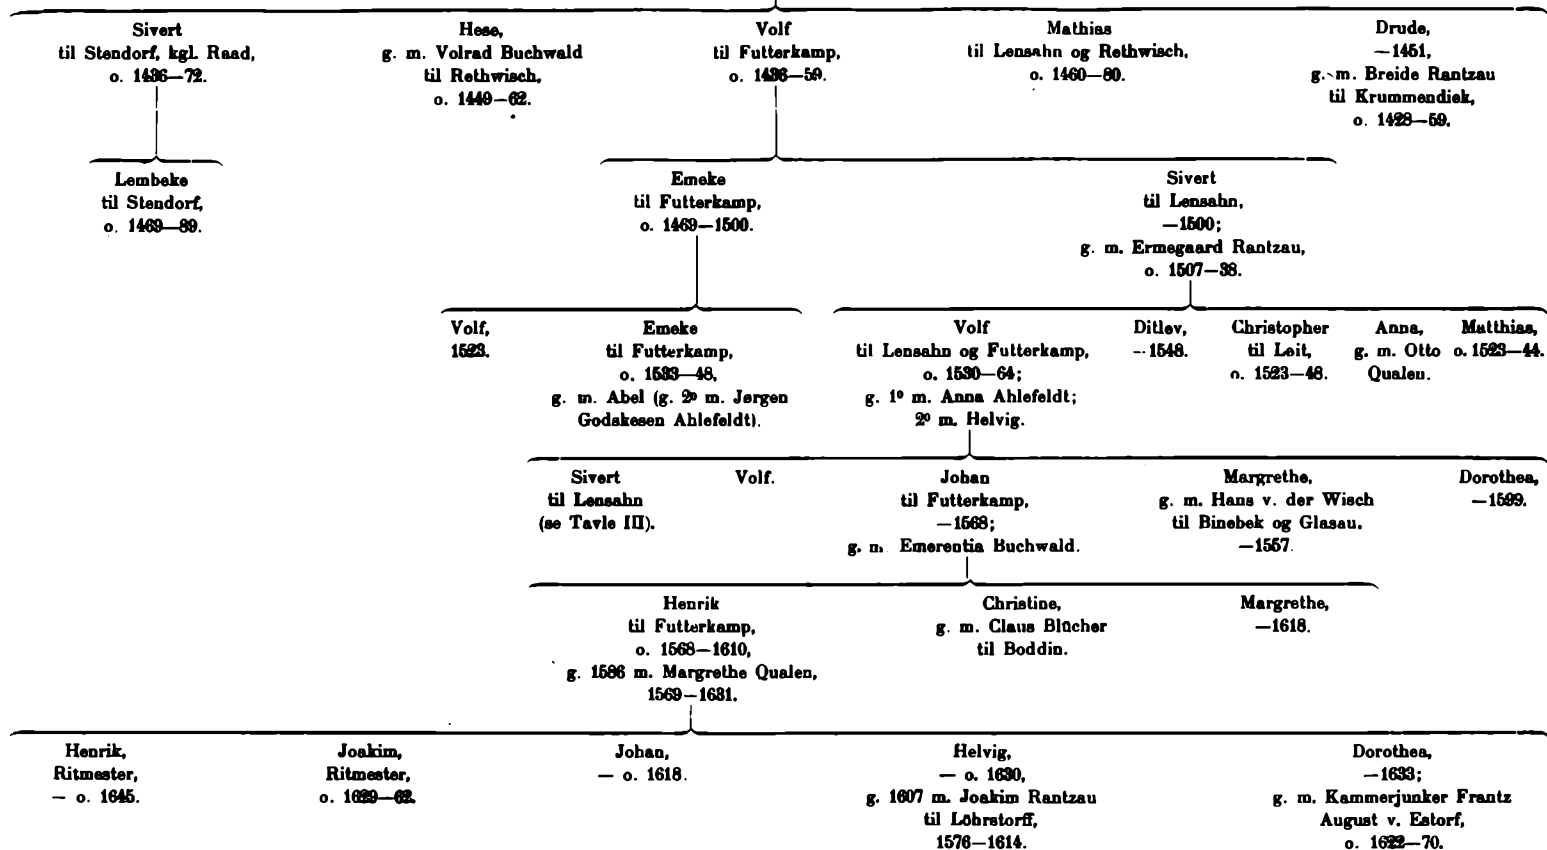 Sivert
til Stendorf, kgl. Raad,
o. 1436—72.
Hese,
g. m. Volrad Buchwald
til Rethwisch,
o. 1449—62.
Volf
til Futterkamp,
o. 1436—59.
Mathias
til Lensahn og Rethwisch,
o. 1460—80.
Drude,
—1451,
g. m. Breide Rantzau
til Krummendiek,
o. 1428—59.
Lembeke
til Stendorf,
o. 1469—89.
Emeke
til Futterkamp,
o. 1469—1500.
Sivert
til Lensahn,
—1500;
g. m. Ermegaard Rantzau,
o. 1507—38.
Volf,
1523.
Emeke
til Futterkamp,
o. 1533—48,
g. m. Abel (g. 2º m. Jørgen
Godskesen Ahlefeldt).
Volf
til Lensahn og Futterkamp,
o. 1530—64;
g. 1º m. Anna Ahlefeldt;
2º m. Helvig.
Ditlev,
—1548.
Christopher
til Leit,
o. 1523—48.
Anna,
g. m. Otto
Qualen.
Matthias,
o. 1523—44.
Sivert
til Lensahn
(se Tavle III).
Volf.
Johan
til Futterkamp,
—1568;
g. m. Emerentia Buchwald.
Margrethe,
g. m. Hans v. der Wisch
til Binebek og Glasau.
—1557.
Dorothea,
—1599.
Henrik
til Futterkamp,
o. 1568—1610,
g. 1586 m. Margrethe Qualen,
1569—1631.
Christine,
g. m. Claus Blücher
til Boddin.
Margrethe,
—1618.
Henrik,
Ritmester,
— o. 1645.
Joakim,
Ritmester,
o. 1629—62.
Johan,
— o. 1618.
Helvig,
— o. 1630,
g. 1607 m. Joakim Rantzau
til Löhrstorff,
1576—1614.
Dorothea,
—1633;
g. m. Kammerjunker Frantz
August v. Estorf,
o. 1622—70.